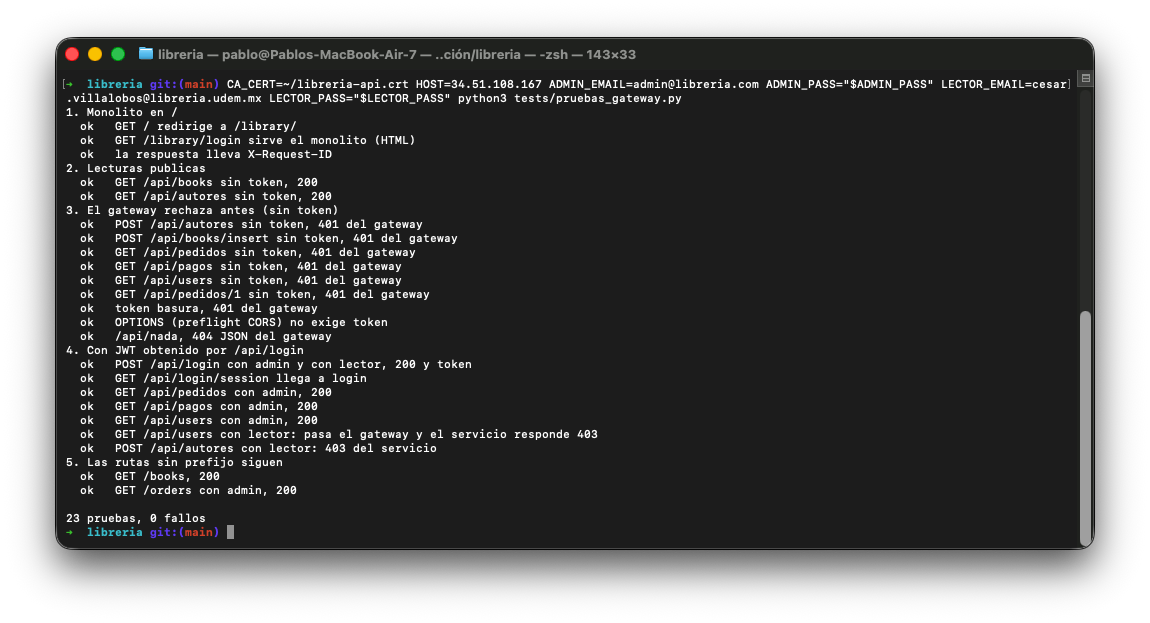 libreria — pablo@Pablos-MacBook-Air-7 — ..ción/libreria — -zsh — 143×33
[➜  libreria git:(main) CA_CERT=~/libreria-api.crt HOST=34.51.108.167 ADMIN_EMAIL=admin@libreria.com ADMIN_PASS="$ADMIN_PASS" LECTOR_EMAIL=cesar]
.villalobos@libreria.udem.mx LECTOR_PASS="$LECTOR_PASS" python3 tests/pruebas_gateway.py
1. Monolito en /
  ok   GET / redirige a /library/
  ok   GET /library/login sirve el monolito (HTML)
  ok   la respuesta lleva X-Request-ID
2. Lecturas publicas
  ok   GET /api/books sin token, 200
  ok   GET /api/autores sin token, 200
3. El gateway rechaza antes (sin token)
  ok   POST /api/autores sin token, 401 del gateway
  ok   POST /api/books/insert sin token, 401 del gateway
  ok   GET /api/pedidos sin token, 401 del gateway
  ok   GET /api/pagos sin token, 401 del gateway
  ok   GET /api/users sin token, 401 del gateway
  ok   GET /api/pedidos/1 sin token, 401 del gateway
  ok   token basura, 401 del gateway
  ok   OPTIONS (preflight CORS) no exige token
  ok   /api/nada, 404 JSON del gateway
4. Con JWT obtenido por /api/login
  ok   POST /api/login con admin y con lector, 200 y token
  ok   GET /api/login/session llega a login
  ok   GET /api/pedidos con admin, 200
  ok   GET /api/pagos con admin, 200
  ok   GET /api/users con admin, 200
  ok   GET /api/users con lector: pasa el gateway y el servicio responde 403
  ok   POST /api/autores con lector: 403 del servicio
5. Las rutas sin prefijo siguen
  ok   GET /books, 200
  ok   GET /orders con admin, 200

23 pruebas, 0 fallos
➜  libreria git:(main)